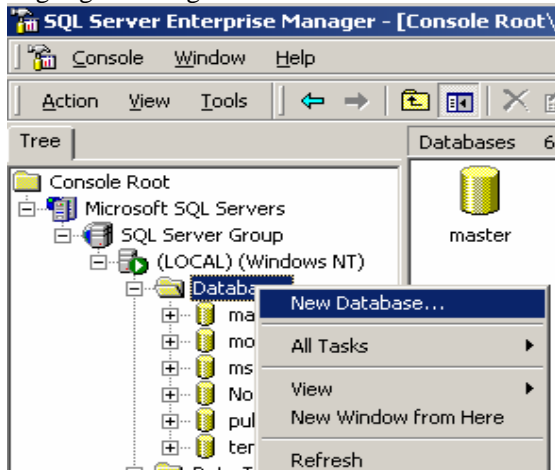 SQL Server Enterprise Manager - [Console Root\
Console Window Help
Action View Tools
Tree
Databases 6
Console Root
Microsoft SQL Servers
SQL Server Group
(LOCAL) (Windows NT)
master
New Database...
All Tasks
View
New Window from Here
Refresh